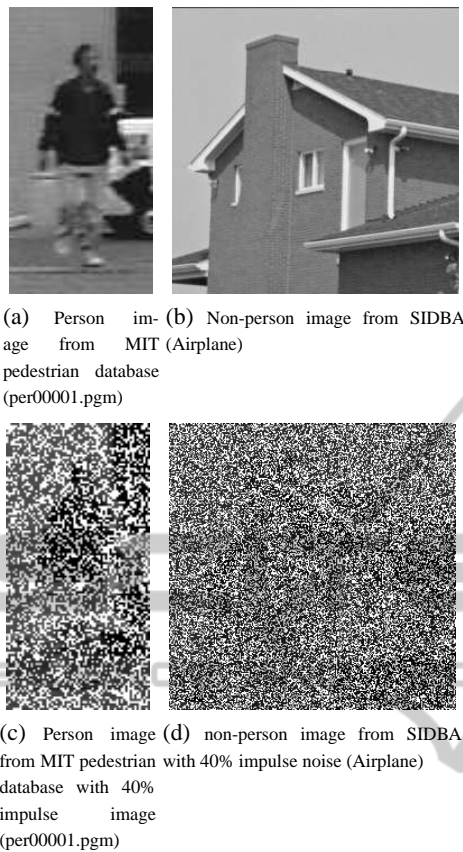 (a) Person im-
age from MIT
pedestrian database
(per00001.pgm)
(b) Non-person image from SIDBA
(Airplane)
(c) Person image
from MIT pedestrian
database with 40%
impulse image
(per00001.pgm)
(d) non-person image from SIDBA
with 40% impulse noise (Airplane)